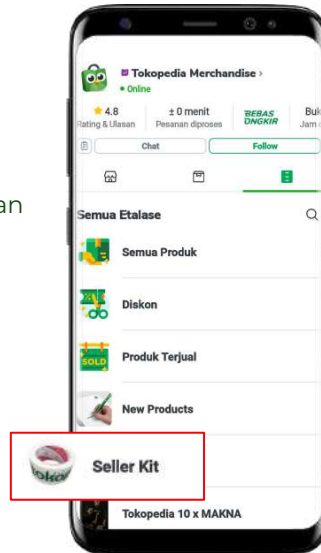 an
Tokopedia Merchandise >
Online
4.8
± 0 menit
BEBAS
ONGKIR
Buk
Rating & Ulasan
Pesanan diproses
Jam
Chat
Follow
Semua Etalase
Semua Produk
Diskon
SOLD
Produk Terjual
New Products
Seller Kit
Tokopedia 10 x MAKNA